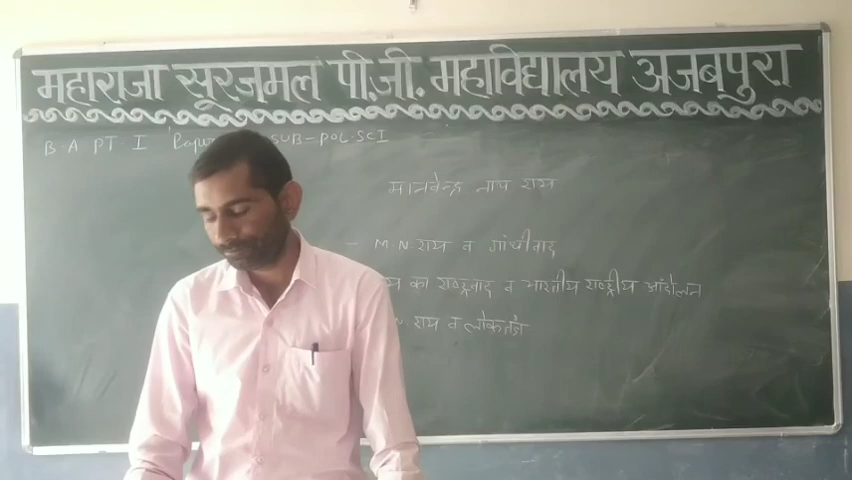 महाराजा सूरजमल पी.जी. महाविद्यालय अजबपुरा
B.A PT I SUB-POL.SCI
मानवेन्द्र नाथ राय
- M.N. राय व गांधीवाद
का राष्ट्रवाद व भारतीय राष्ट्रीय आंदोलन
राय व लोकतंत्र